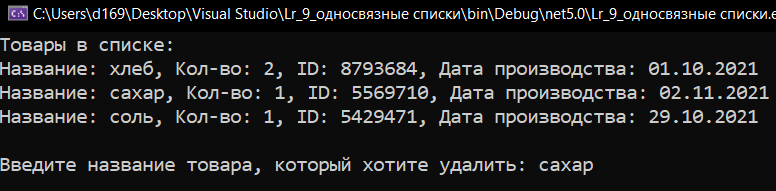 C:\Users\d169\Desktop\Visual Studio\Lr_9_односвязные списки\bin\Debug\net5.0\Lr_9_односвязные списки.e
Товары в списке:
Название: хлеб, Кол-во: 2, ID: 8793684, Дата производства: 01.10.2021
Название: сахар, Кол-во: 1, ID: 5569710, Дата производства: 02.11.2021
Название: соль, Кол-во: 1, ID: 5429471, Дата производства: 29.10.2021
Введите название товара, который хотите удалить: сахар